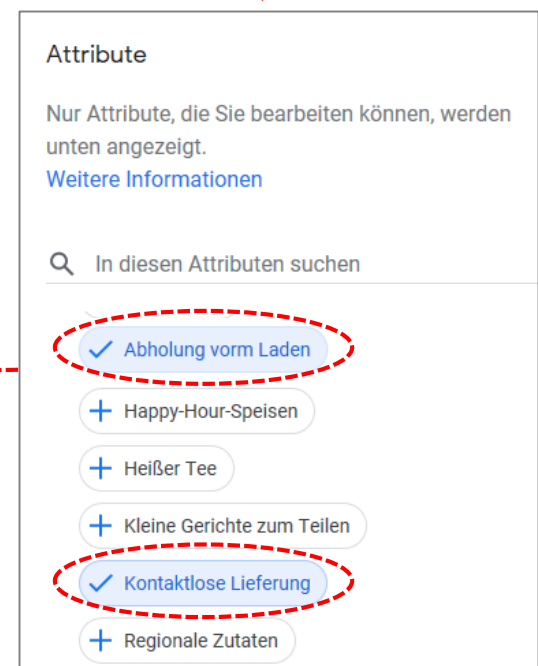 Attribute
Nur Attribute, die Sie bearbeiten können, werden
unten angezeigt.
Weitere Informationen
In diesen Attributen suchen
Abholung vorm Laden
Happy-Hour-Speisen
Heißer Tee
Kleine Gerichte zum Teilen
Kontaktlose Lieferung
Regionale Zutaten